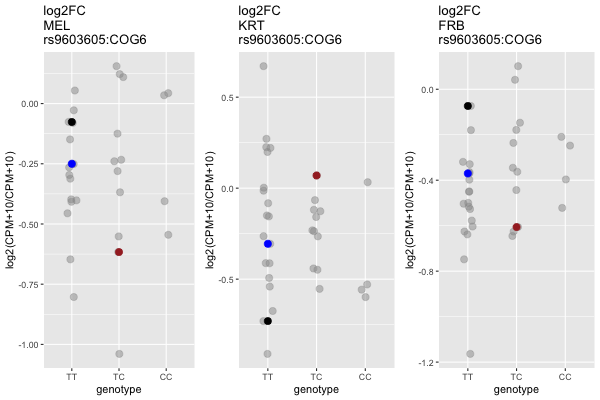 log2FC
MEL
rs9603605:COG6
log2(CPM+10/CPM+10)
0.00
-0.25
-0.50
-0.75
-1.00
TT
TC
CC
genotype
log2FC
KRT
rs9603605:COG6
log2(CPM+10/CPM+10)
0.5
0.0
-0.5
TT
TC
CC
genotype
log2FC
FRB
rs9603605:COG6
log2(CPM+10/CPM+10)
0.0
-0.4
-0.8
-1.2
TT
TC
CC
genotype